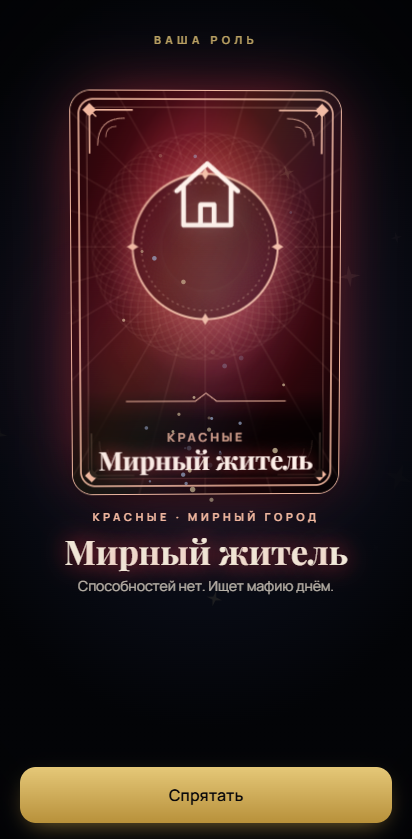 ВАША РОЛЬ
КРАСНЫЕ
Мирный житель
КРАСНЫЕ · МИРНЫЙ ГОРОД
Мирный житель
Способностей нет. Ищет мафию днём.
Спрятать